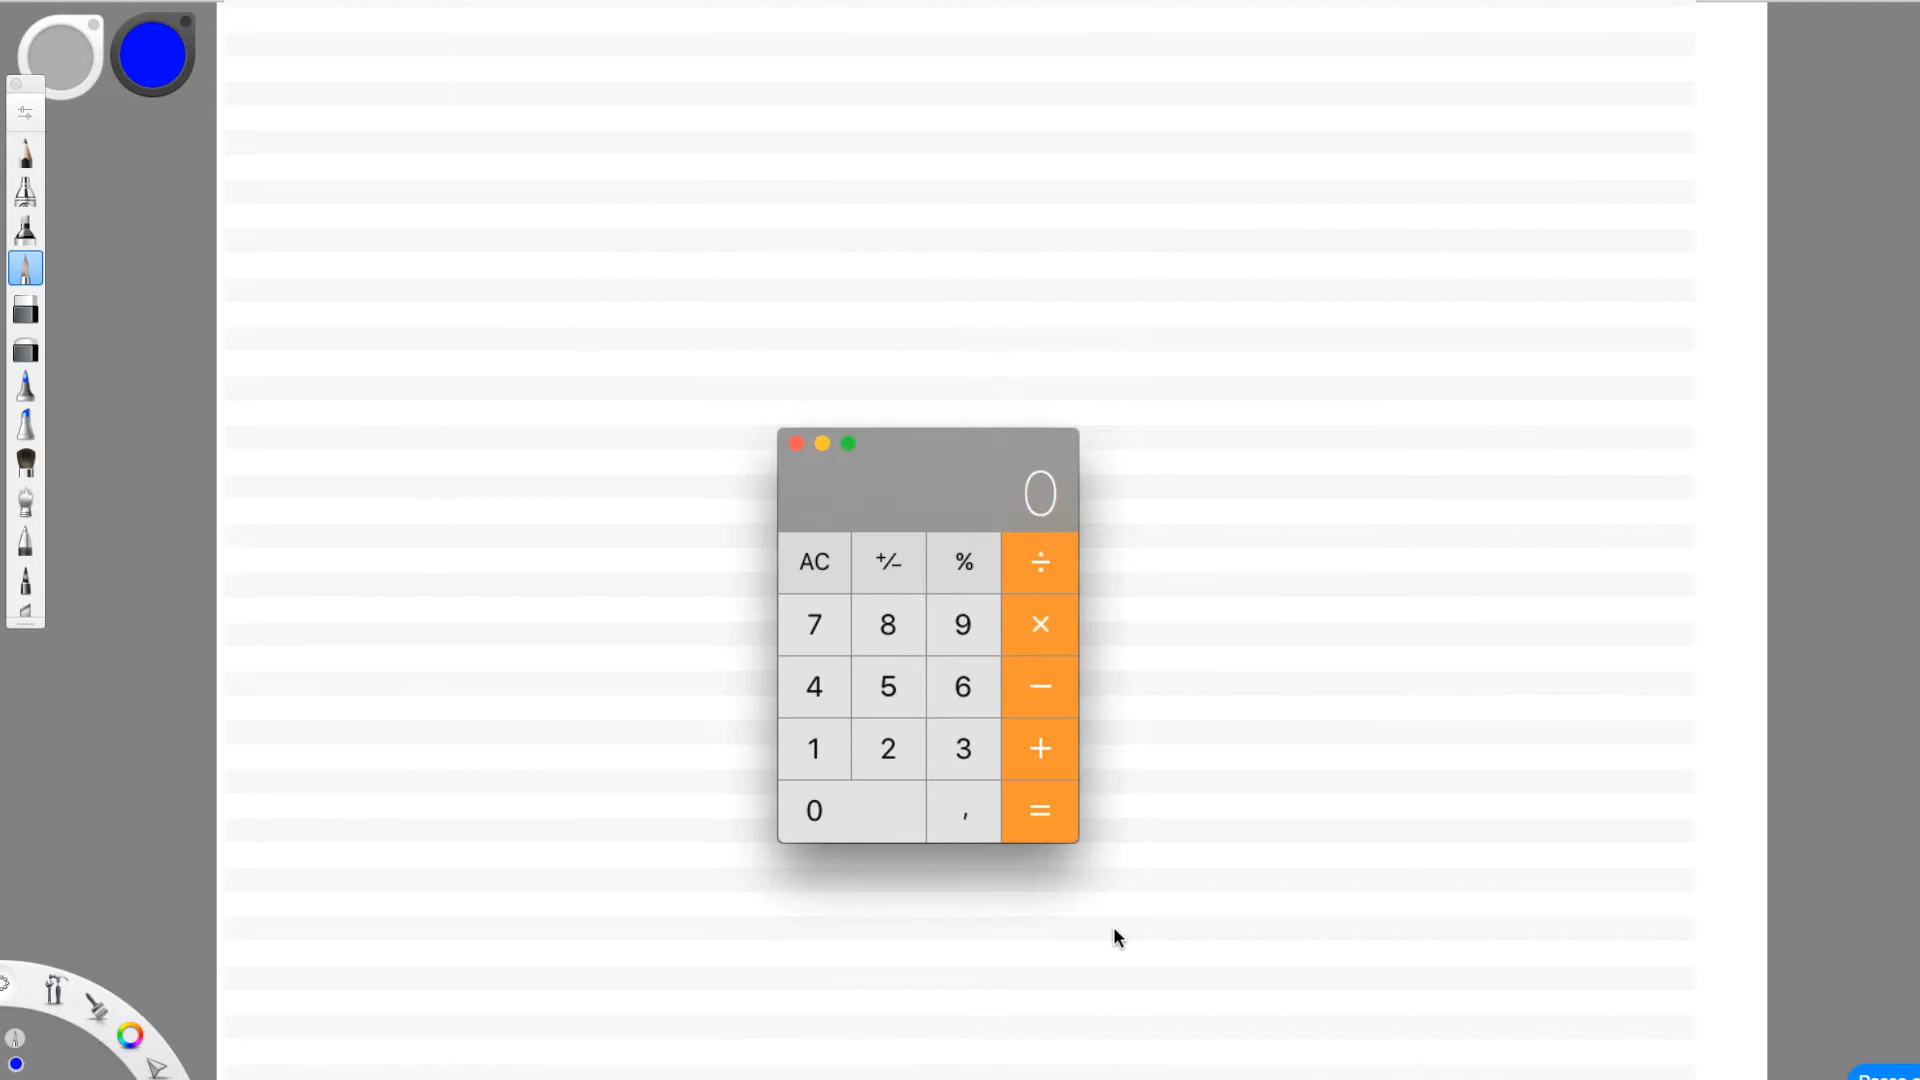 0
AC ⁺∕₋ % ÷
7 8 9 ×
4 5 6 −
1 2 3 +
0 , =